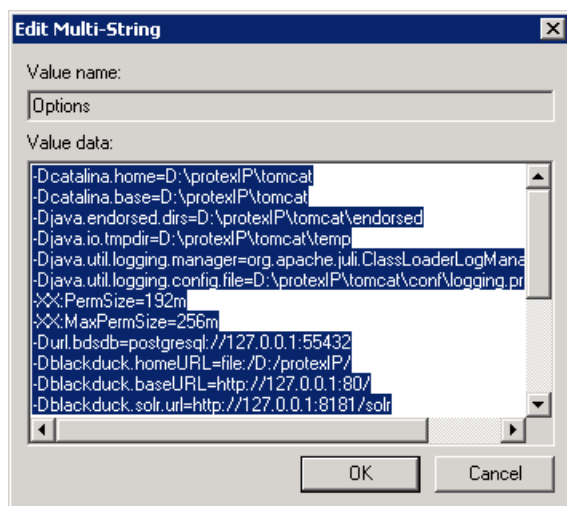 Edit Multi-String
Value name:
Options
Value data:
-Dcatalina.home=D:\protexIP\tomcat
-Dcatalina.base=D:\protexIP\tomcat
-Djava.endorsed.dirs=D:\protexIP\tomcat\endorsed
-Djava.io.tmpdir=D:\protexIP\tomcat\temp
-Djava.util.logging.manager=org.apache.juli.ClassLoaderLogMana
-Djava.util.logging.config.file=D:\protexIP\tomcat\conf\logging.pr
-XX:PermSize=192m
-XX:MaxPermSize=256m
-Durl.bdsdb=postgresql://127.0.0.1:55432
-Dblackduck.homeURL=file:/D:/protexIP/
-Dblackduck.baseURL=http://127.0.0.1:80/
-Dblackduck.solr.url=http://127.0.0.1:8181/solr
OK Cancel